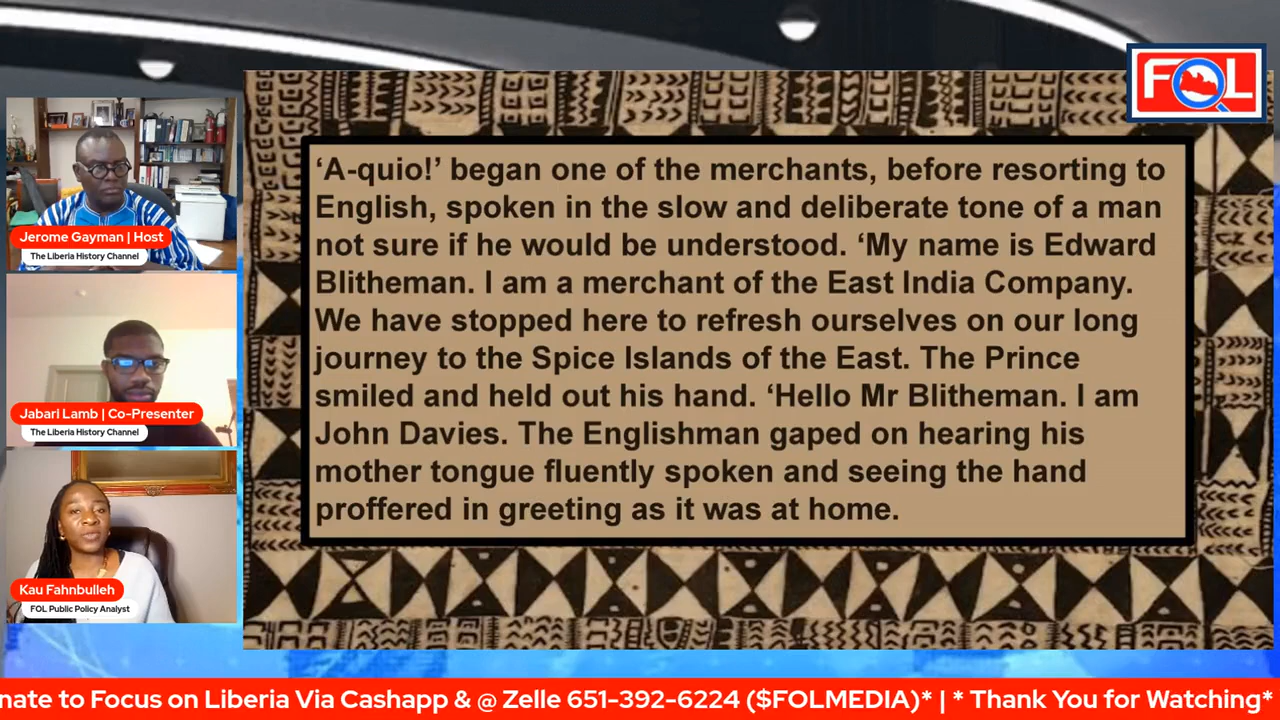 FOL
Jerome Gayman | Host
The Liberia History Channel
Jabari Lamb | Co-Presenter
The Liberia History Channel
Kau Fahnbulleh
FOL Public Policy Analyst
‘A-quio!’ began one of the merchants, before resorting to
English, spoken in the slow and deliberate tone of a man
not sure if he would be understood. ‘My name is Edward
Blitheman. I am a merchant of the East India Company.
We have stopped here to refresh ourselves on our long
journey to the Spice Islands of the East. The Prince
smiled and held out his hand. ‘Hello Mr Blitheman. I am
John Davies. The Englishman gaped on hearing his
mother tongue fluently spoken and seeing the hand
proffered in greeting as it was at home.
nate to Focus on Liberia Via Cashapp & @ Zelle 651-392-6224 ($FOLMEDIA)* | * Thank You for Watching*